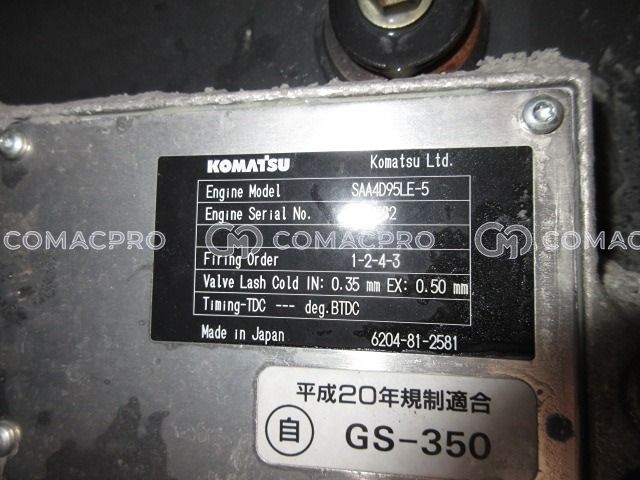 KOMATSU Komatsu Ltd.
Engine Model SAA4D95LE-5
Engine Serial No.
COMACPRO COMACPRO COMACPRO
Firing Order 1-2-4-3
Valve Lash Cold IN: 0.35 mm EX: 0.50 mm
Timing-TDC --- deg.BTDC
Made in Japan 6204-81-2581
平成20年規制適合
自 GS-350